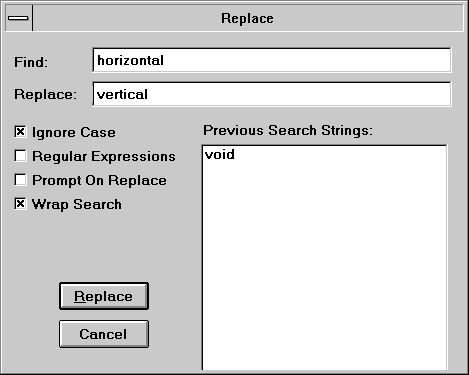 Replace
Find: horizontal
Replace: vertical
Ignore Case
Regular Expressions
Prompt On Replace
Wrap Search
Previous Search Strings:
void
Replace
Cancel